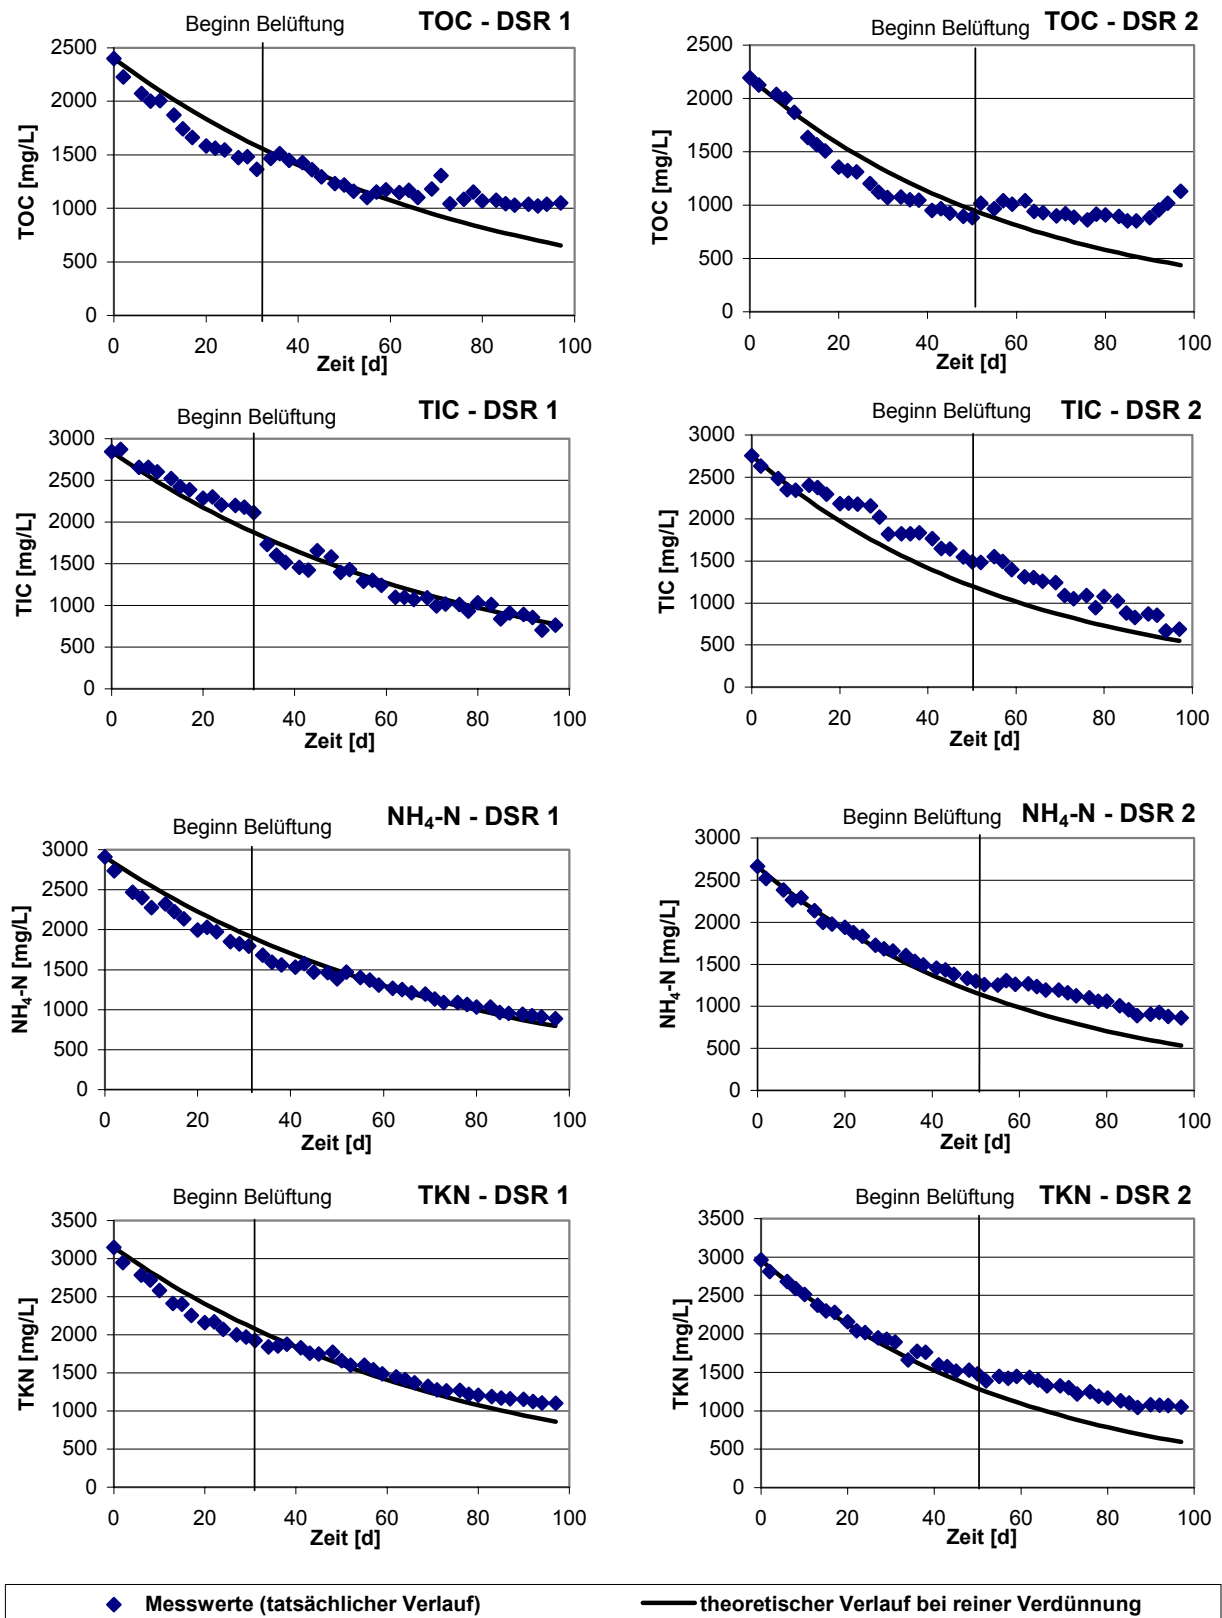 Beginn Belüftung TOC - DSR 1
TOC [mg/L]
2500
2000
1500
1000
500
0
0 20 40 60 80 100
Zeit [d]
Beginn Belüftung TOC - DSR 2
TOC [mg/L]
2500
2000
1500
1000
500
0
0 20 40 60 80 100
Zeit [d]
Beginn Belüftung TIC - DSR 1
TIC [mg/L]
3000
2500
2000
1500
1000
500
0
0 20 40 60 80 100
Zeit [d]
Beginn Belüftung TIC - DSR 2
TIC [mg/L]
3000
2500
2000
1500
1000
500
0
0 20 40 60 80 100
Zeit [d]
Beginn Belüftung NH₄-N - DSR 1
NH₄-N [mg/L]
3000
2500
2000
1500
1000
500
0
0 20 40 60 80 100
Zeit [d]
Beginn Belüftung NH₄-N - DSR 2
NH₄-N [mg/L]
3000
2500
2000
1500
1000
500
0
0 20 40 60 80 100
Zeit [d]
Beginn Belüftung TKN - DSR 1
TKN [mg/L]
3500
3000
2500
2000
1500
1000
500
0
0 20 40 60 80 100
Zeit [d]
Beginn Belüftung TKN - DSR 2
TKN [mg/L]
3500
3000
2500
2000
1500
1000
500
0
0 20 40 60 80 100
Zeit [d]
Messwerte (tatsächlicher Verlauf) theoretischer Verlauf bei reiner Verdünnung